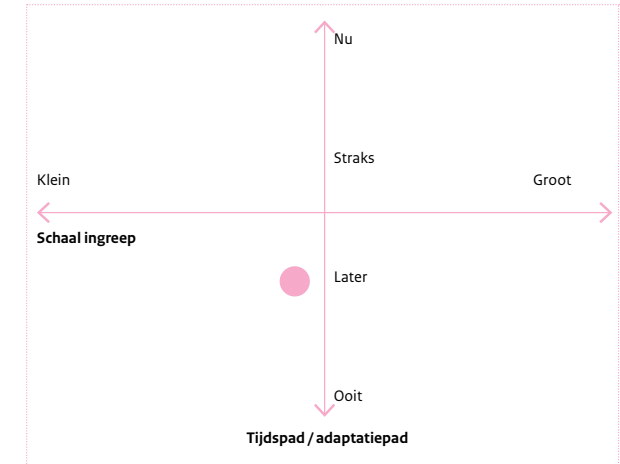 Nu
Straks
Klein
Groot
Schaal ingreep
Later
Ooit
Tijdspad / adaptatiepad